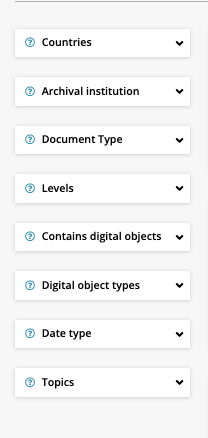 Countries
Archival institution
Document Type
Levels
Contains digital objects
Digital object types
Date type
Topics